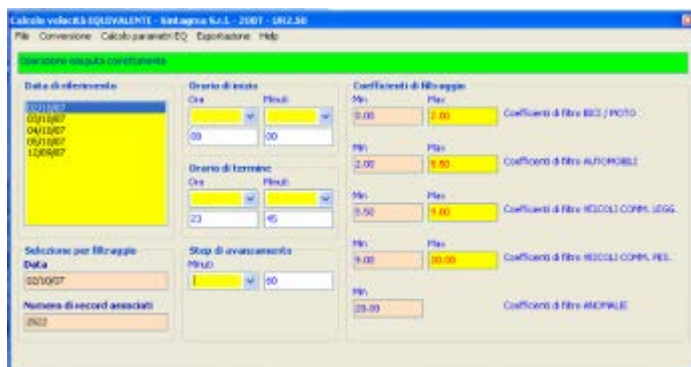 Calcolo velocità EQUIVALENTE - Sintagma S.r.l. - 2007 - UR2.50
File Conversione Calcolo parametri EQ Esportazione Help
Operazione eseguita correttamente
Data di riferimento
02/10/07
03/10/07
04/10/07
05/10/07
12/09/07
Orario di inizio
Ora Minuti
00 00
Orario di termine
Ora Minuti
23 45
Selezione per filtraggio
Data
02/10/07
Numero di record associati
2622
Step di avanzamento
Minuti
60
Coefficienti di filtraggio
Min Max
0.00 2.00 Coefficienti di filtro BICI / MOTO
Min Max
2.00 5.50 Coefficienti di filtro AUTOMOBILI
Min Max
5.50 9.00 Coefficienti di filtro VEICOLI COMM. LEGG.
Min Max
9.00 20.00 Coefficienti di filtro VEICOLI COMM. PES.
Min
20.00 Coefficienti di filtro ANOMALIE